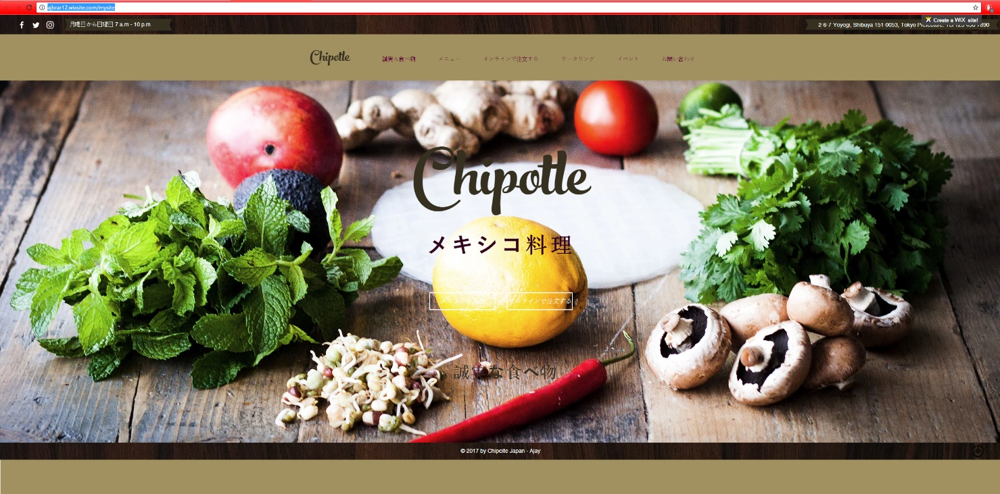 ajbrar12.wixsite.com/mysite
月曜日から日曜日 7 a.m - 10 p.m
Create a WiX site!
2-6-7 Yoyogi, Shibuya 151-0053, Tokyo Prefecture. Tel 123-456-7890
Chipotle
誠実な食べ物
メニュー
オンラインで注文する
ケータリング
イベント
お問い合わせ
Chipotle
メキシコ料理
オンラインで注文する
誠実な食べ物
© 2017 by Chipolte Japan - Ajay